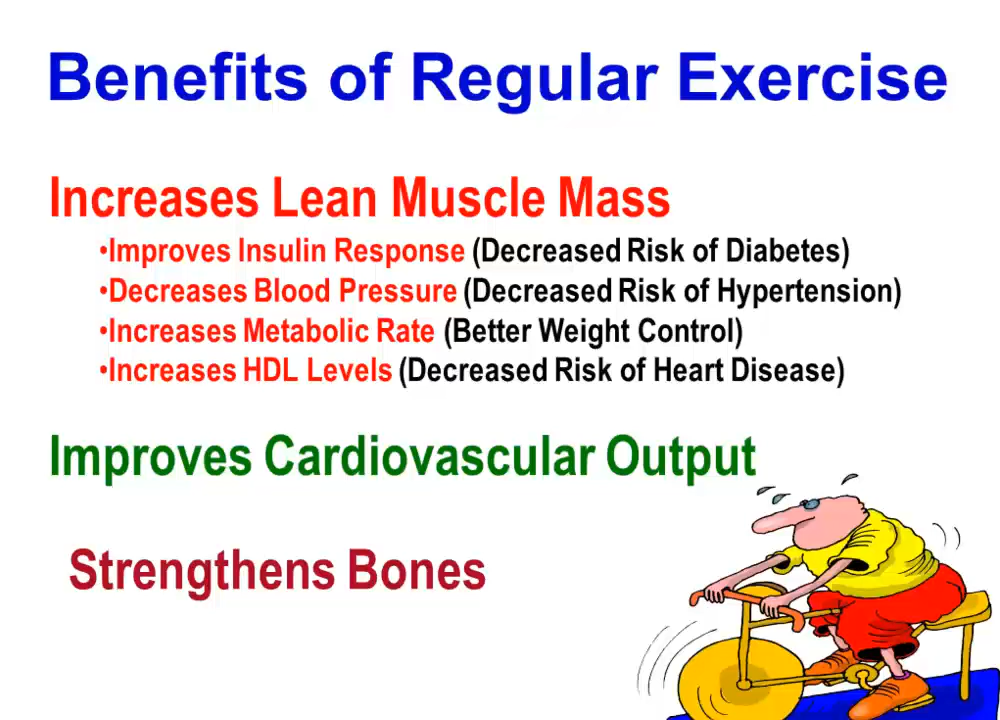 Benefits of Regular Exercise
Increases Lean Muscle Mass
•Improves Insulin Response (Decreased Risk of Diabetes)
•Decreases Blood Pressure (Decreased Risk of Hypertension)
•Increases Metabolic Rate (Better Weight Control)
•Increases HDL Levels (Decreased Risk of Heart Disease)
Improves Cardiovascular Output
Strengthens Bones